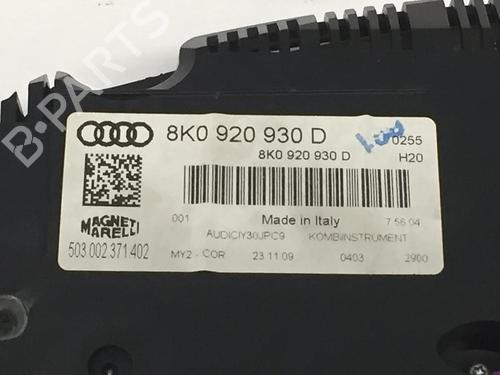 B-PARTS
8K0 920 930 D
0255
8K0 920 930 D
H20
001
Made in Italy
7 56 04
MAGNETI
MARELLI
AUDICIY30JPC9
KOMBIINSTRUMENT
503 002 371 402
MY2 - COR
23 11 09
0403
2900